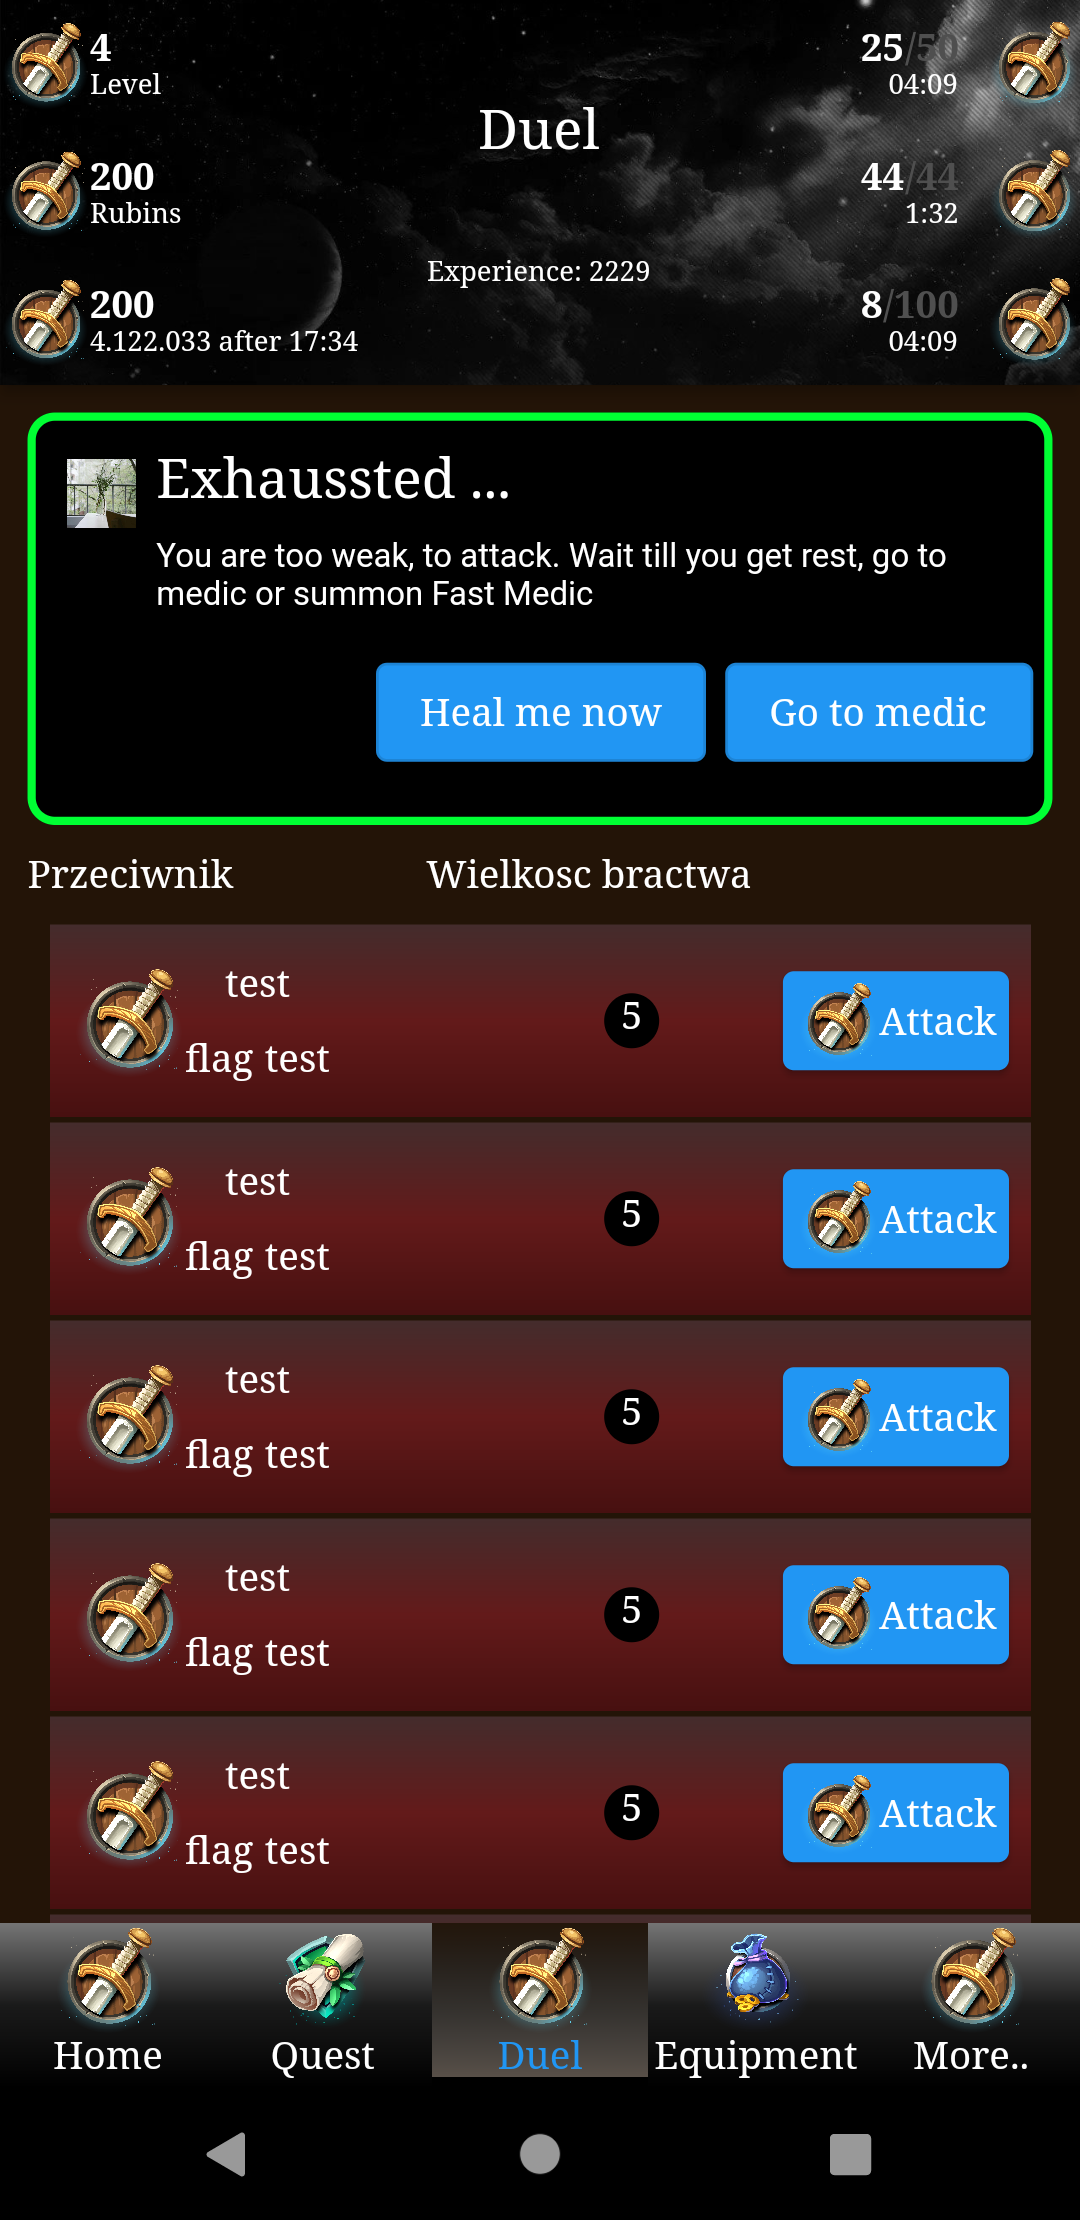 4
Level
200
Rubins
200
4.122.033 after 17:34
Duel
Experience: 2229
25/50
04:09
44/44
1:32
8/100
04:09
Exhaussted ...
You are too weak, to attack. Wait till you get rest, go to
medic or summon Fast Medic
Heal me now
Go to medic
Przeciwnik
Wielkosc bractwa
test
flag test
5
Attack
test
flag test
5
Attack
test
flag test
5
Attack
test
flag test
5
Attack
test
flag test
5
Attack
Home
Quest
Duel
Equipment
More..